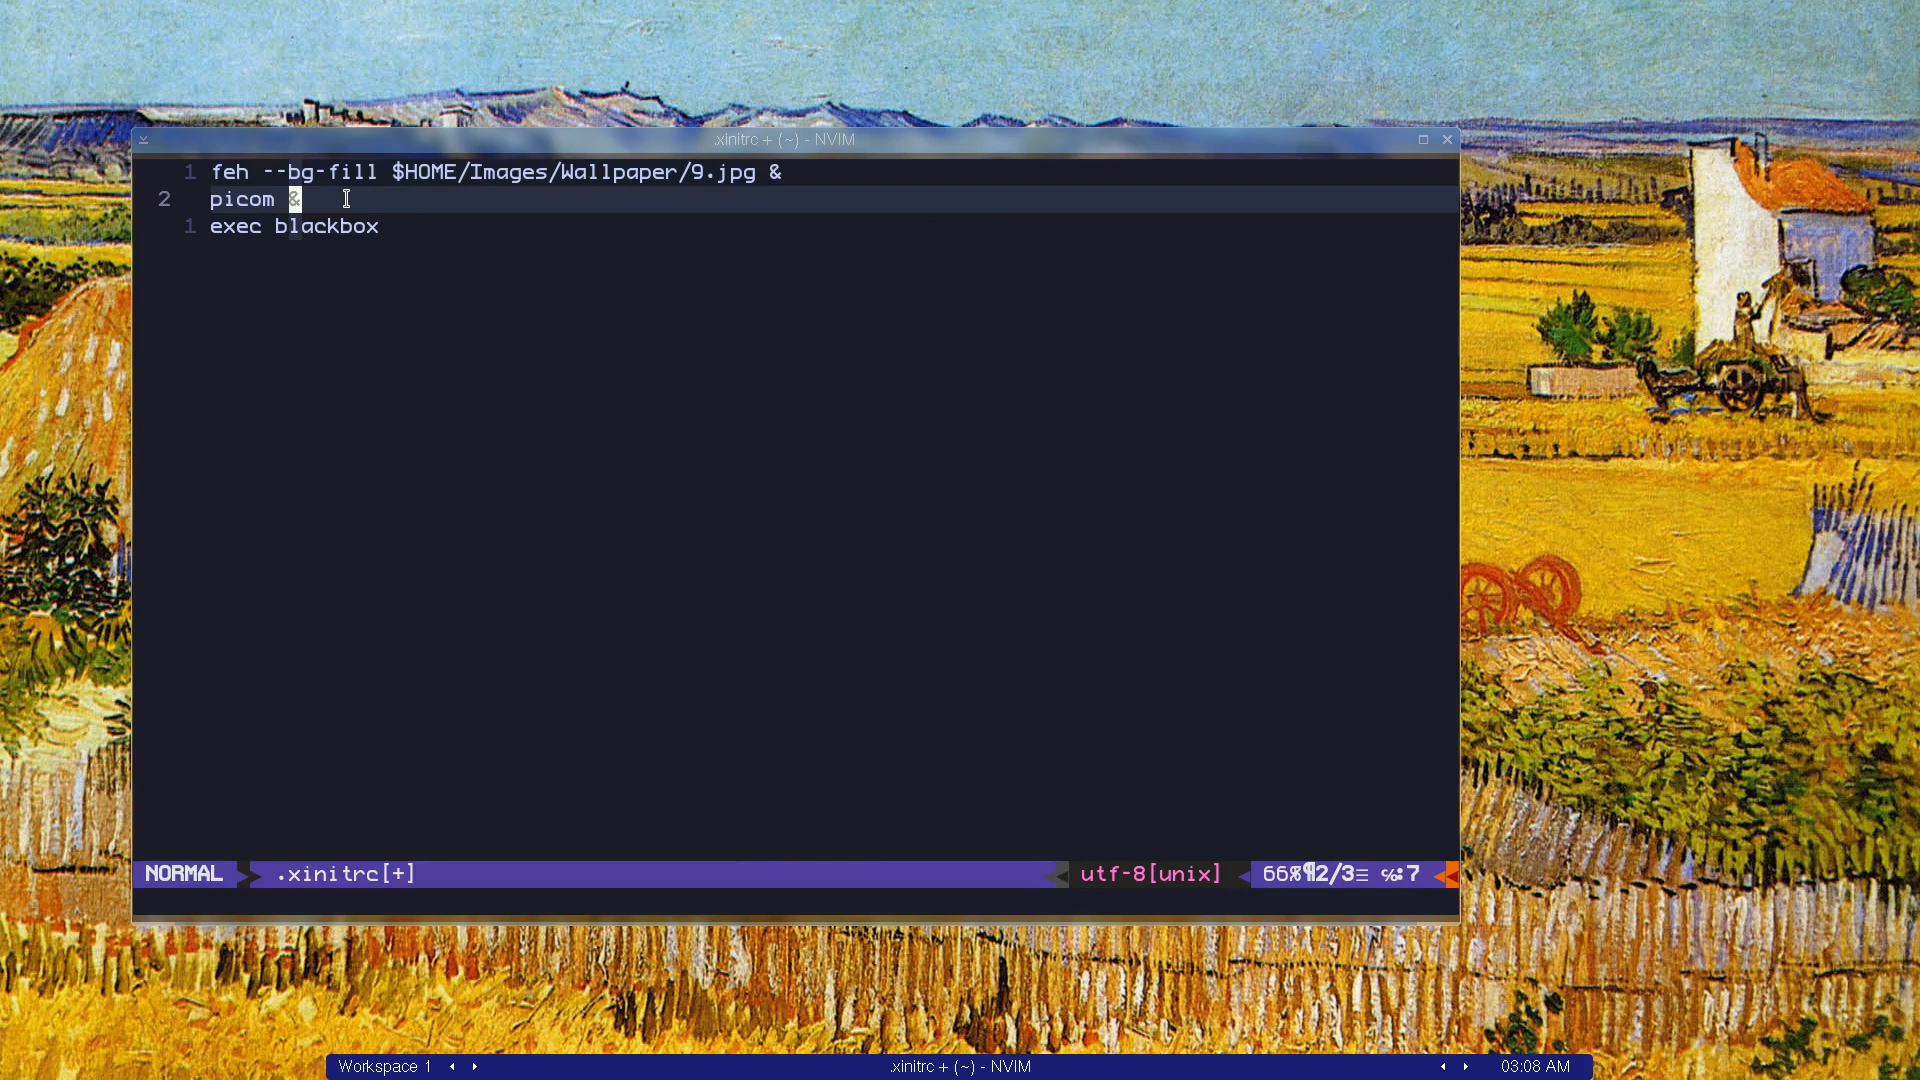 .xinitrc + (~) - NVIM
1 feh --bg-fill $HOME/Images/Wallpaper/9.jpg &
2 picom &
1 exec blackbox
NORMAL .xinitrc[+] utf-8[unix] 66%¶2/3☰ ℅:7
Workspace 1 .xinitrc + (~) - NVIM 03:08 AM